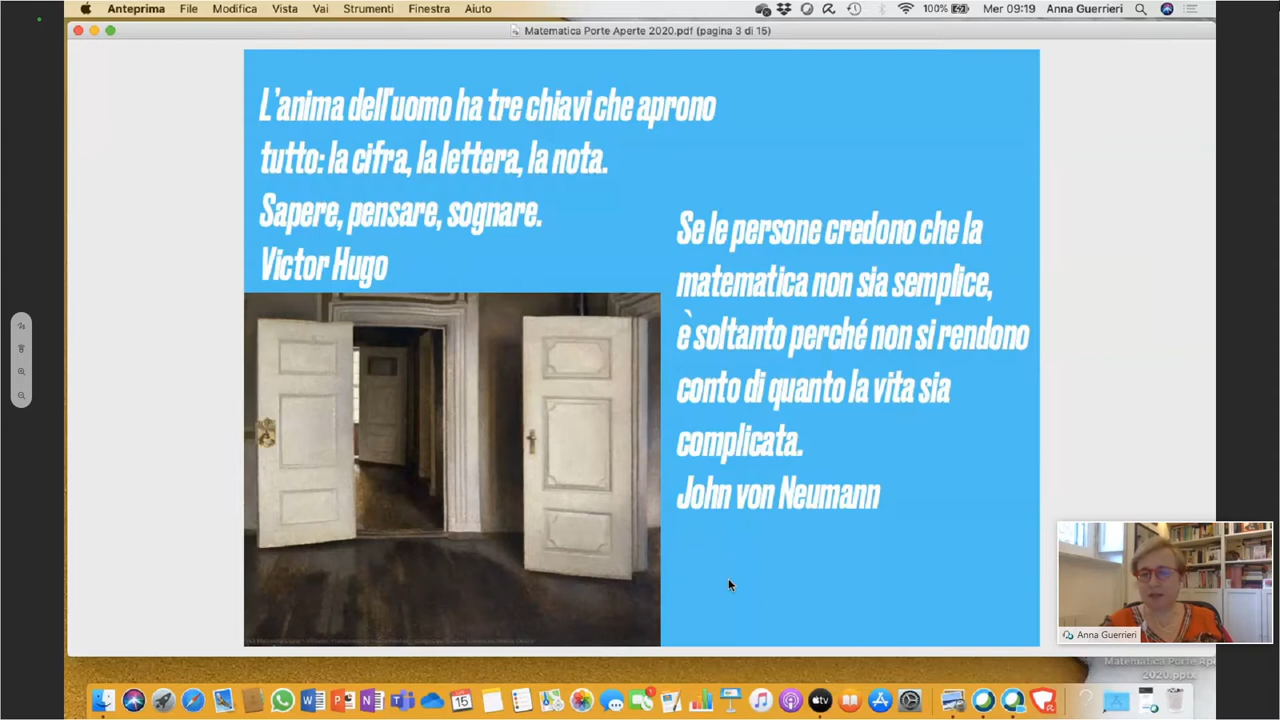 Anteprima File Modifica Vista Vai Strumenti Finestra Aiuto 100% Mer 09:19 Anna Guerrieri
Matematica Porte Aperte 2020.pdf (pagina 3 di 15)
L'anima dell'uomo ha tre chiavi che aprono
tutto: la cifra, la lettera, la nota.
Sapere, pensare, sognare.
Victor Hugo
Se le persone credono che la
matematica non sia semplice,
è soltanto perché non si rendono
conto di quanto la vita sia
complicata.
John von Neumann
Anna Guerrieri
Matematica Porte Ape
2020.pptx
15